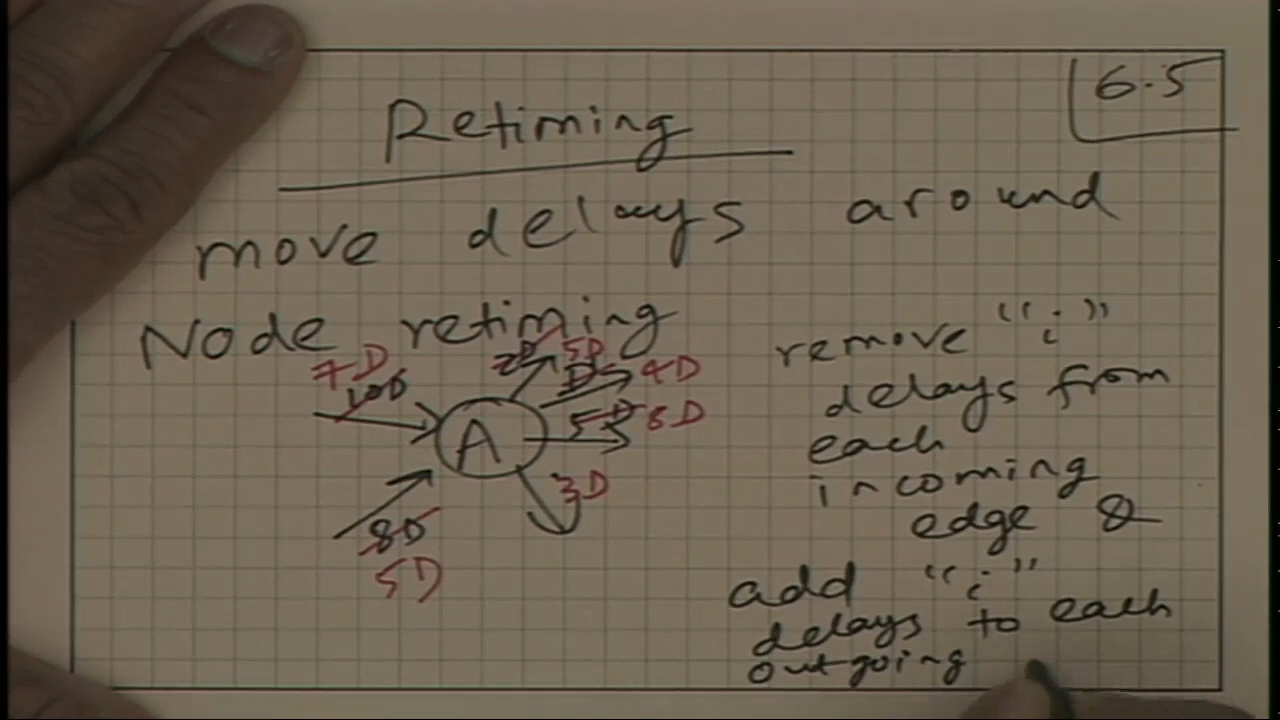 6.5
Retiming
move delays around
Node retiming
7D
10D
2D 5D
D 4D
5D 8D
A
3D
8D
5D
remove "i"
delays from
each
incoming
edge &
add "i"
delays to each
outgoing